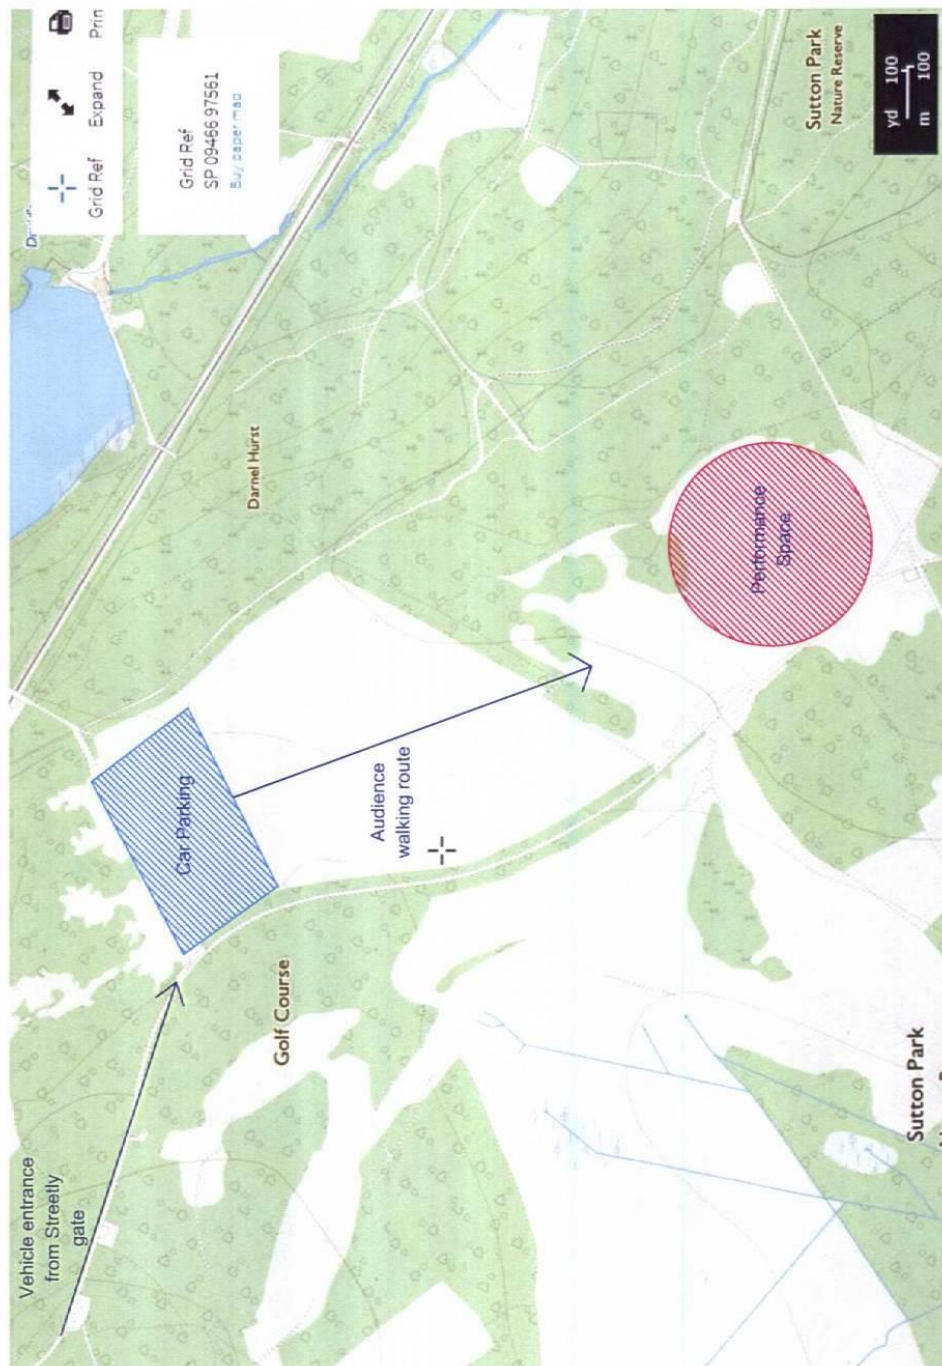 Vehicle entrance
from Streetly
gate
Grid Ref Expand Prin
Grid Ref
SP 09466 97561
Buy paper map
Car Parking
Darnel Hurst
Golf Course
Audience
walking route
Performance
Space
Sutton Park
Nature Reserve
yd 100
m 100
Sutton Park